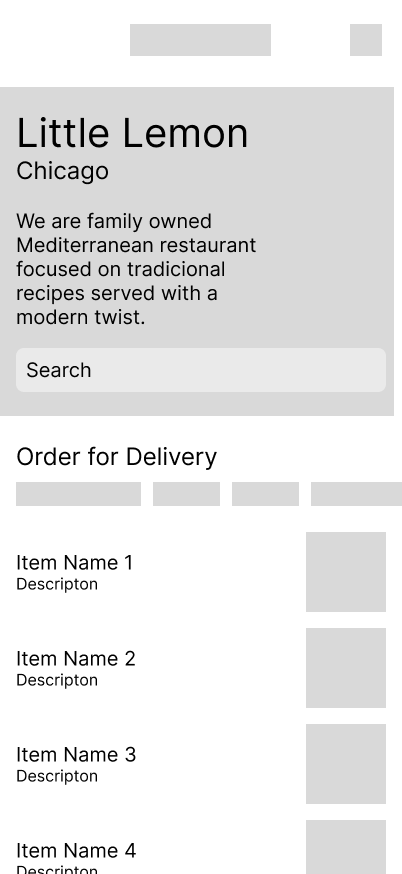 Little Lemon
Chicago
We are family owned
Mediterranean restaurant
focused on tradicional
recipes served with a
modern twist.
Search
Order for Delivery
Item Name 1
Descripton
Item Name 2
Descripton
Item Name 3
Descripton
Item Name 4
Descripton